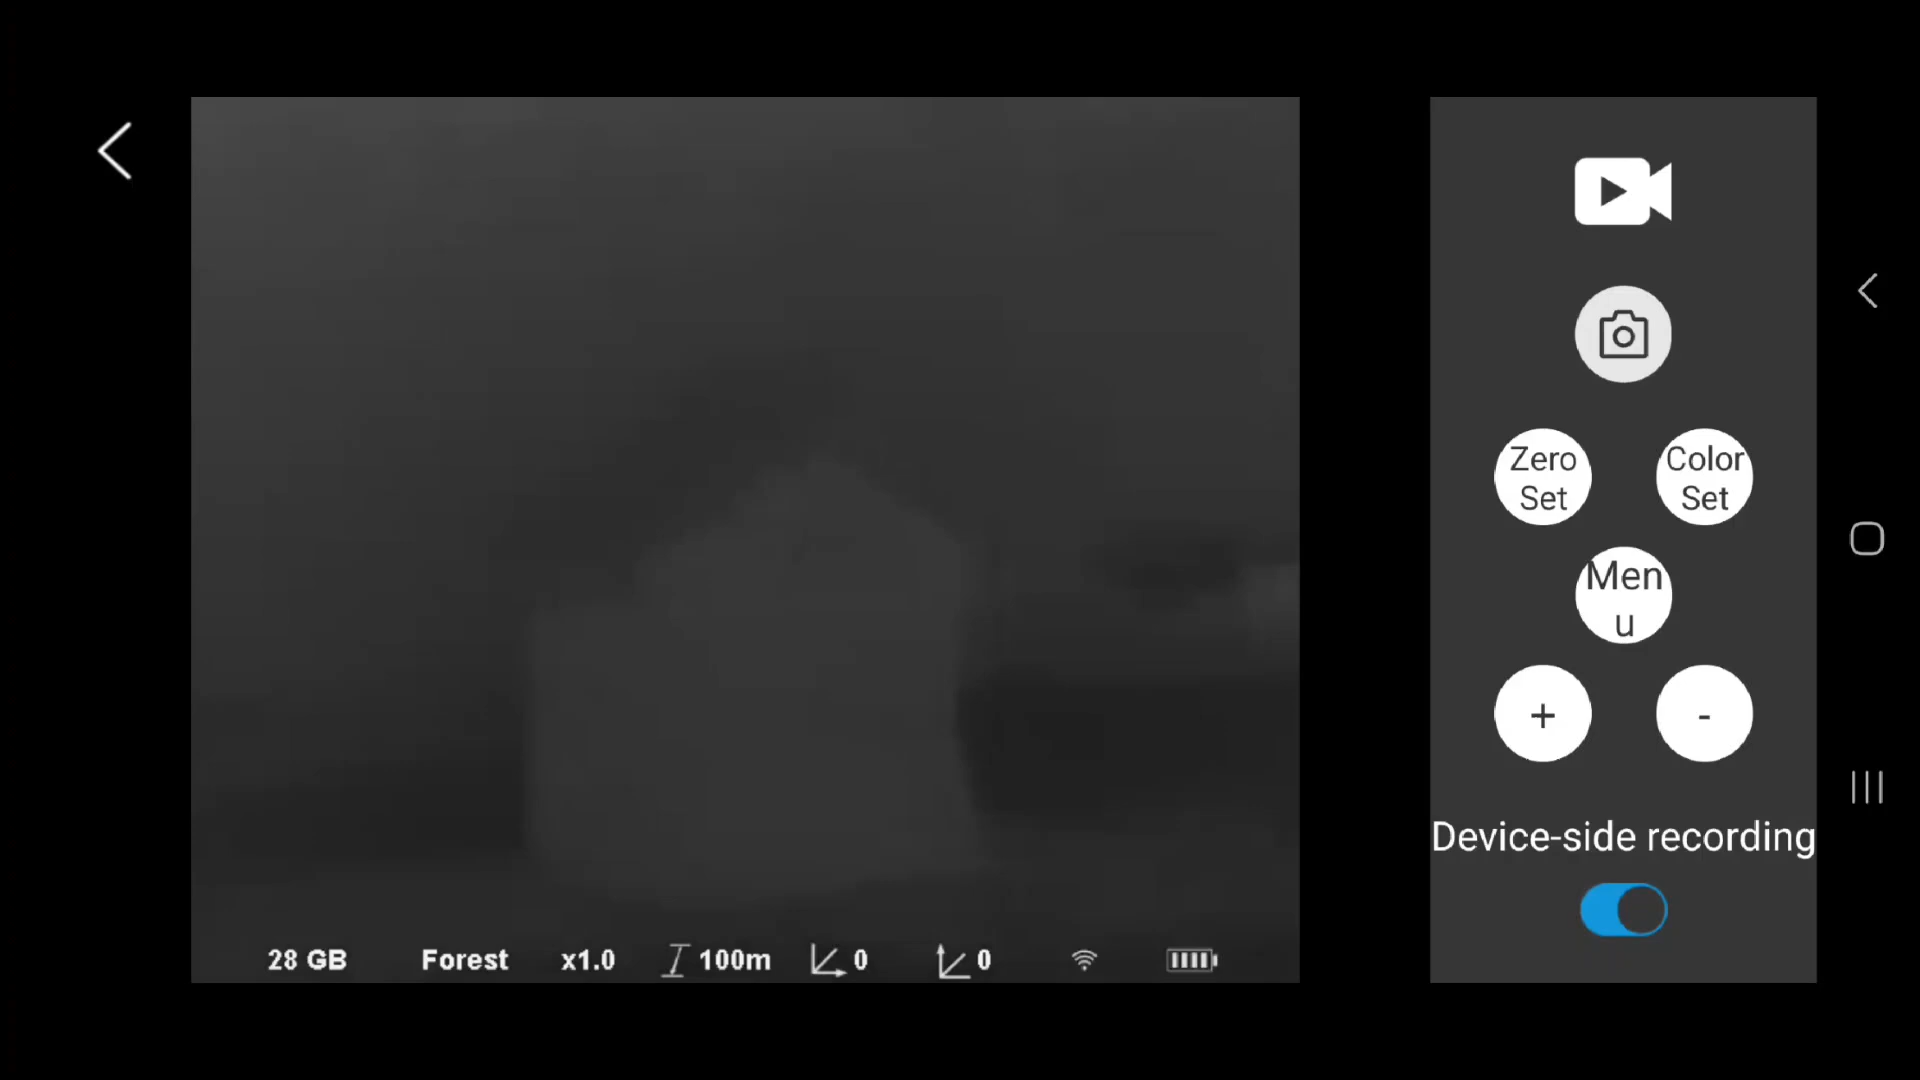 Zero
Set
Color
Set
Men
u
+
-
Device-side recording
28 GB Forest x1.0 100m 0 0